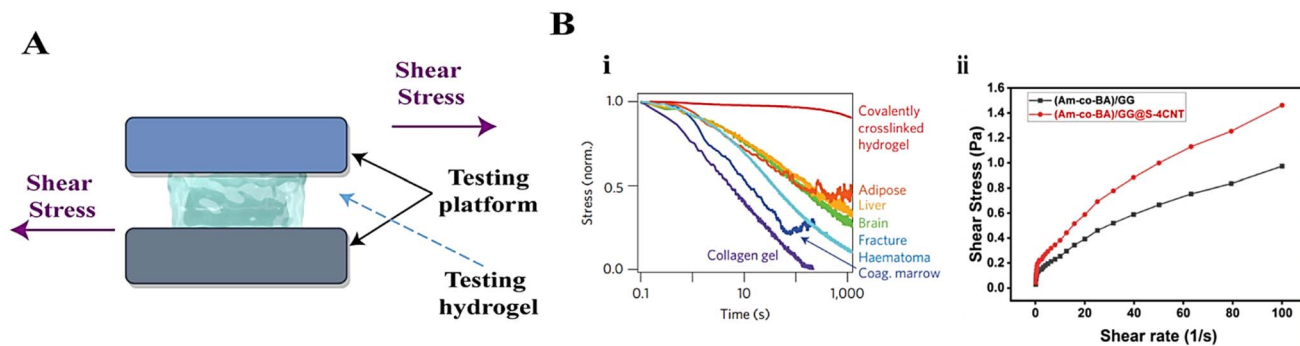 A
Shear
Stress
Shear
Stress
Testing
platform
Testing
hydrogel
B
i
Stress (norm.)
1.0
0.5
0.0
0.1
10
100
1,000
Time (s)
Covalently
crosslinked
hydrogel
Adipose
Liver
Brain
Fracture
Haematoma
Coag. marrow
Collagen gel
ii
(Am-co-BA)/GG
(Am-co-BA)/GG@S-4CNT
Shear Stress (Pa)
1.6
1.4
1.2
1.0
0.8
0.6
0.4
0.2
0.0
0
20
40
60
80
100
Shear rate (1/s)